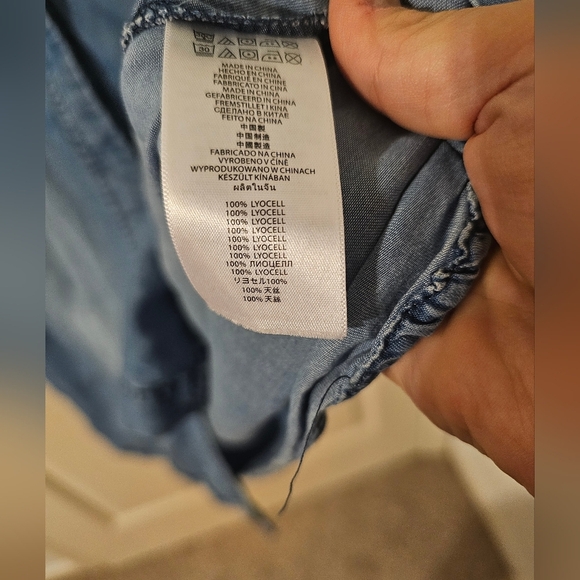 30
MADE IN CHINA
HECHO EN CHINA
FABRIQUÉ EN CHINE
FABBRICATO IN CINA
MADE IN CHINA
GEFABRICEERD IN CHINA
FREMSTILLET I KINA
СДЕЛАНО В КИТАЕ
FEITO NA CHINA
中国製
中国制造
中國製造
FABRICADO NA CHINA
VYROBENO V ČÍNĚ
WYPRODUKOWANO W CHINACH
KÉSZÜLT KÍNÁBAN
ผลิตในจีน
100% LYOCELL
100% LYOCELL
100% LYOCELL
100% LYOCELL
100% LYOCELL
100% LYOCELL
100% LYOCELL
100% ЛИОЦЕЛЛ
100% LYOCELL
リヨセル100%
100% 天丝
100% 天絲